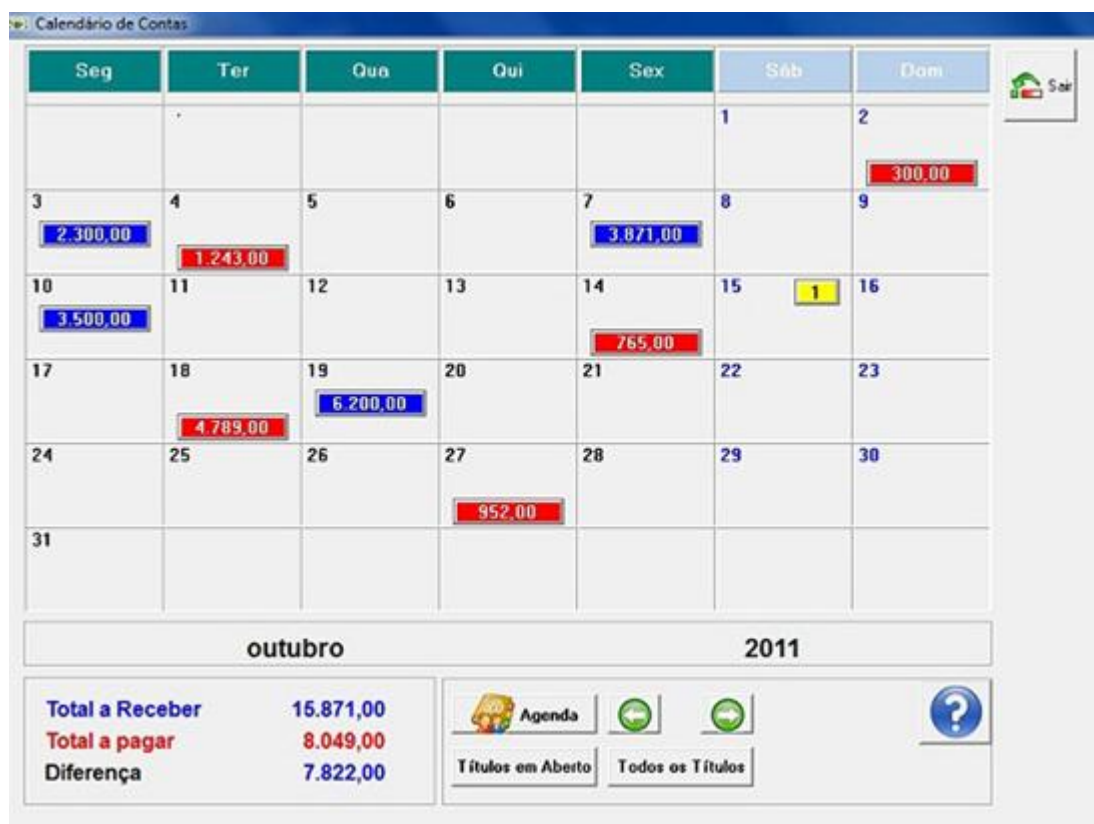 Calendário de Contas
Seg Ter Qua Qui Sex Sáb Dom
Sair
1 2
300,00
3 4 5 6 7 8 9
2.300,00 3.871,00
1.243,00
10 11 12 13 14 15 1 16
3.500,00
765,00
17 18 19 20 21 22 23
6.200,00
4.789,00
24 25 26 27 28 29 30
952,00
31
outubro 2011
Total a Receber 15.871,00
Total a pagar 8.049,00
Diferença 7.822,00
Agenda
Títulos em Aberto Todos os Títulos
?